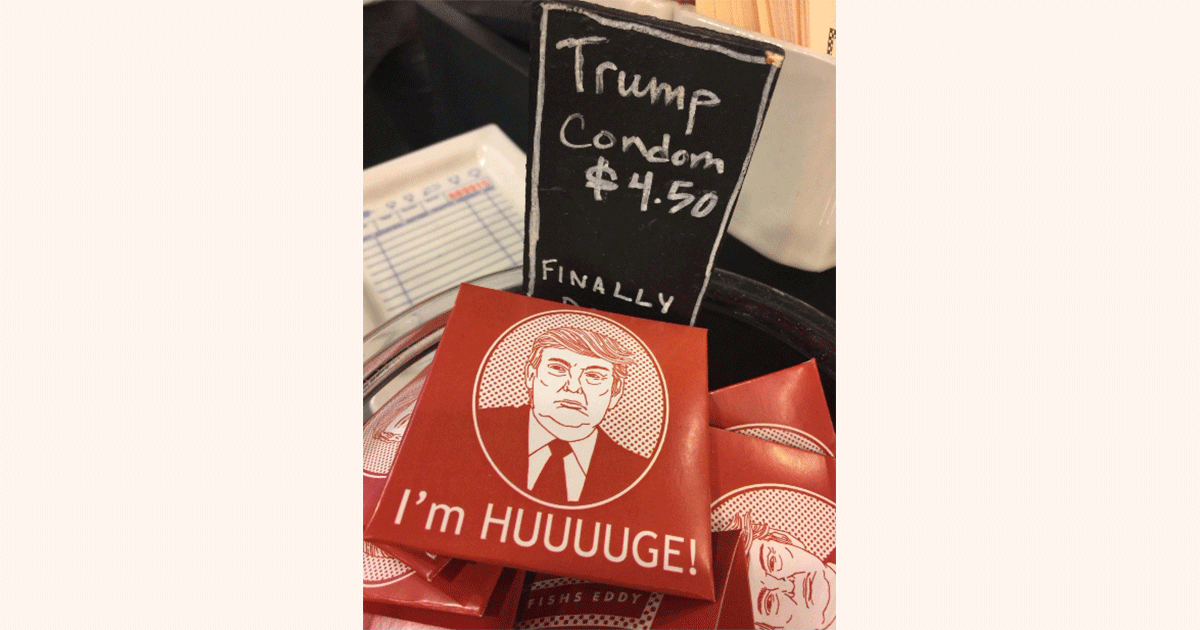 Trump
Condom
$4.50
FINALLY
I'm HUUUUGE!
FISHS EDDY